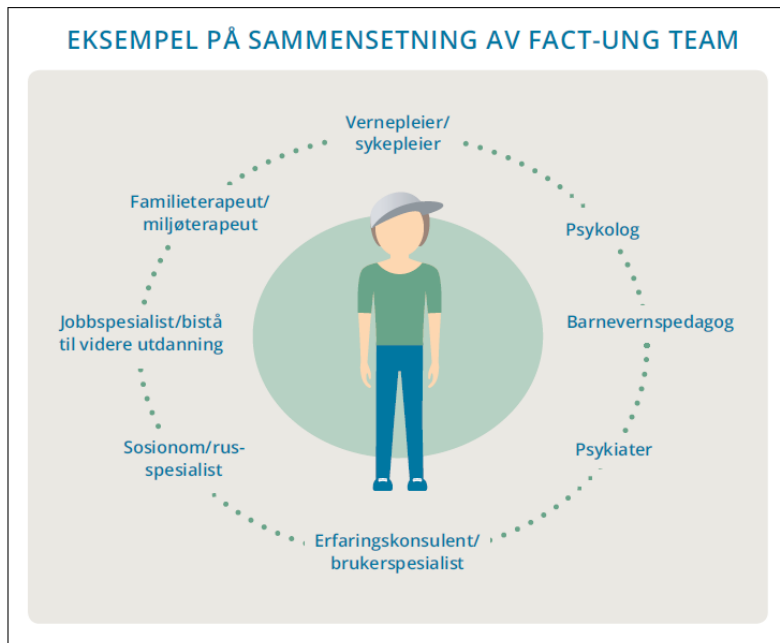 EKSEMPEL PÅ SAMMENSETNING AV FACT-UNG TEAM
Vernepleier/
sykepleier
Psykolog
Barnevernspedagog
Psykiater
Erfaringskonsulent/
brukerspesialist
Sosionom/rus-
spesialist
Jobbspesialist/bistå
til videre utdanning
Familieterapeut/
miljøterapeut